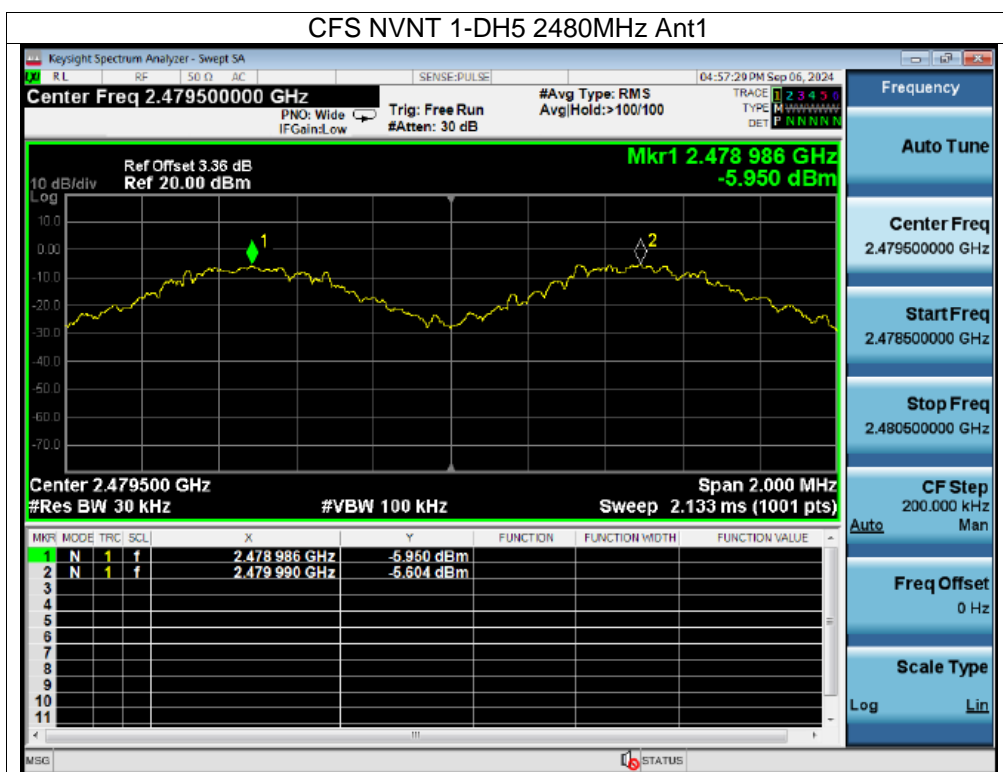 CFS NVNT 1-DH5 2480MHz Ant1
Keysight Spectrum Analyzer - Swept SA
LXI RL RF 50 Ω AC SENSE:PULSE 04:57:29 PM Sep 06, 2024
Center Freq 2.479500000 GHz #Avg Type: RMS TRACE 1 2 3 4 5 6
PNO: Wide Trig: Free Run Avg|Hold:>100/100 TYPE M WWWWW
IFGain:Low #Atten: 30 dB DET P N N N N N
Mkr1 2.478 986 GHz
-5.950 dBm
Ref Offset 3.36 dB
10 dB/div Ref 20.00 dBm
Log
10.0
0.00
-10.0
-20.0
-30.0
-40.0
-50.0
-60.0
-70.0
1
2
Center 2.479500 GHz Span 2.000 MHz
#Res BW 30 kHz #VBW 100 kHz Sweep 2.133 ms (1001 pts)
MKR MODE TRC SCL X Y FUNCTION FUNCTION WIDTH FUNCTION VALUE
1 N 1 f 2.478 986 GHz -5.950 dBm
2 N 1 f 2.479 990 GHz -5.604 dBm
3
4
5
6
7
8
9
10
11
MSG STATUS
Frequency
Auto Tune
Center Freq
2.479500000 GHz
Start Freq
2.478500000 GHz
Stop Freq
2.480500000 GHz
CF Step
200.000 kHz
Auto Man
Freq Offset
0 Hz
Scale Type
Log Lin